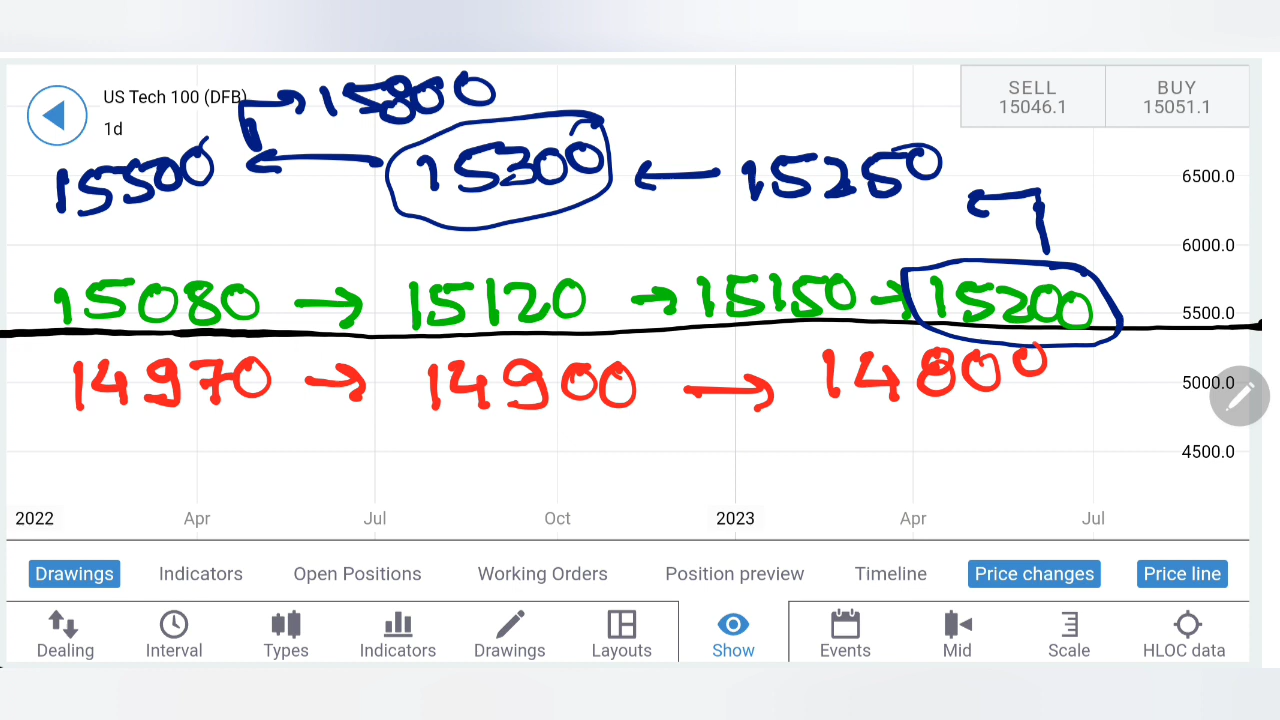 US Tech 100 (DFB)
1d
→ 15800
SELL
15046.1
BUY
15051.1
15500 ← 15300 ← 15250
6500.0
6000.0
15080 → 15120 → 15150 → 15200
5500.0
14970 → 14900 → 14800
5000.0
4500.0
2022 Apr Jul Oct 2023 Apr Jul
Drawings Indicators Open Positions Working Orders Position preview Timeline Price changes Price line
Dealing Interval Types Indicators Drawings Layouts Show Events Mid Scale HLOC data